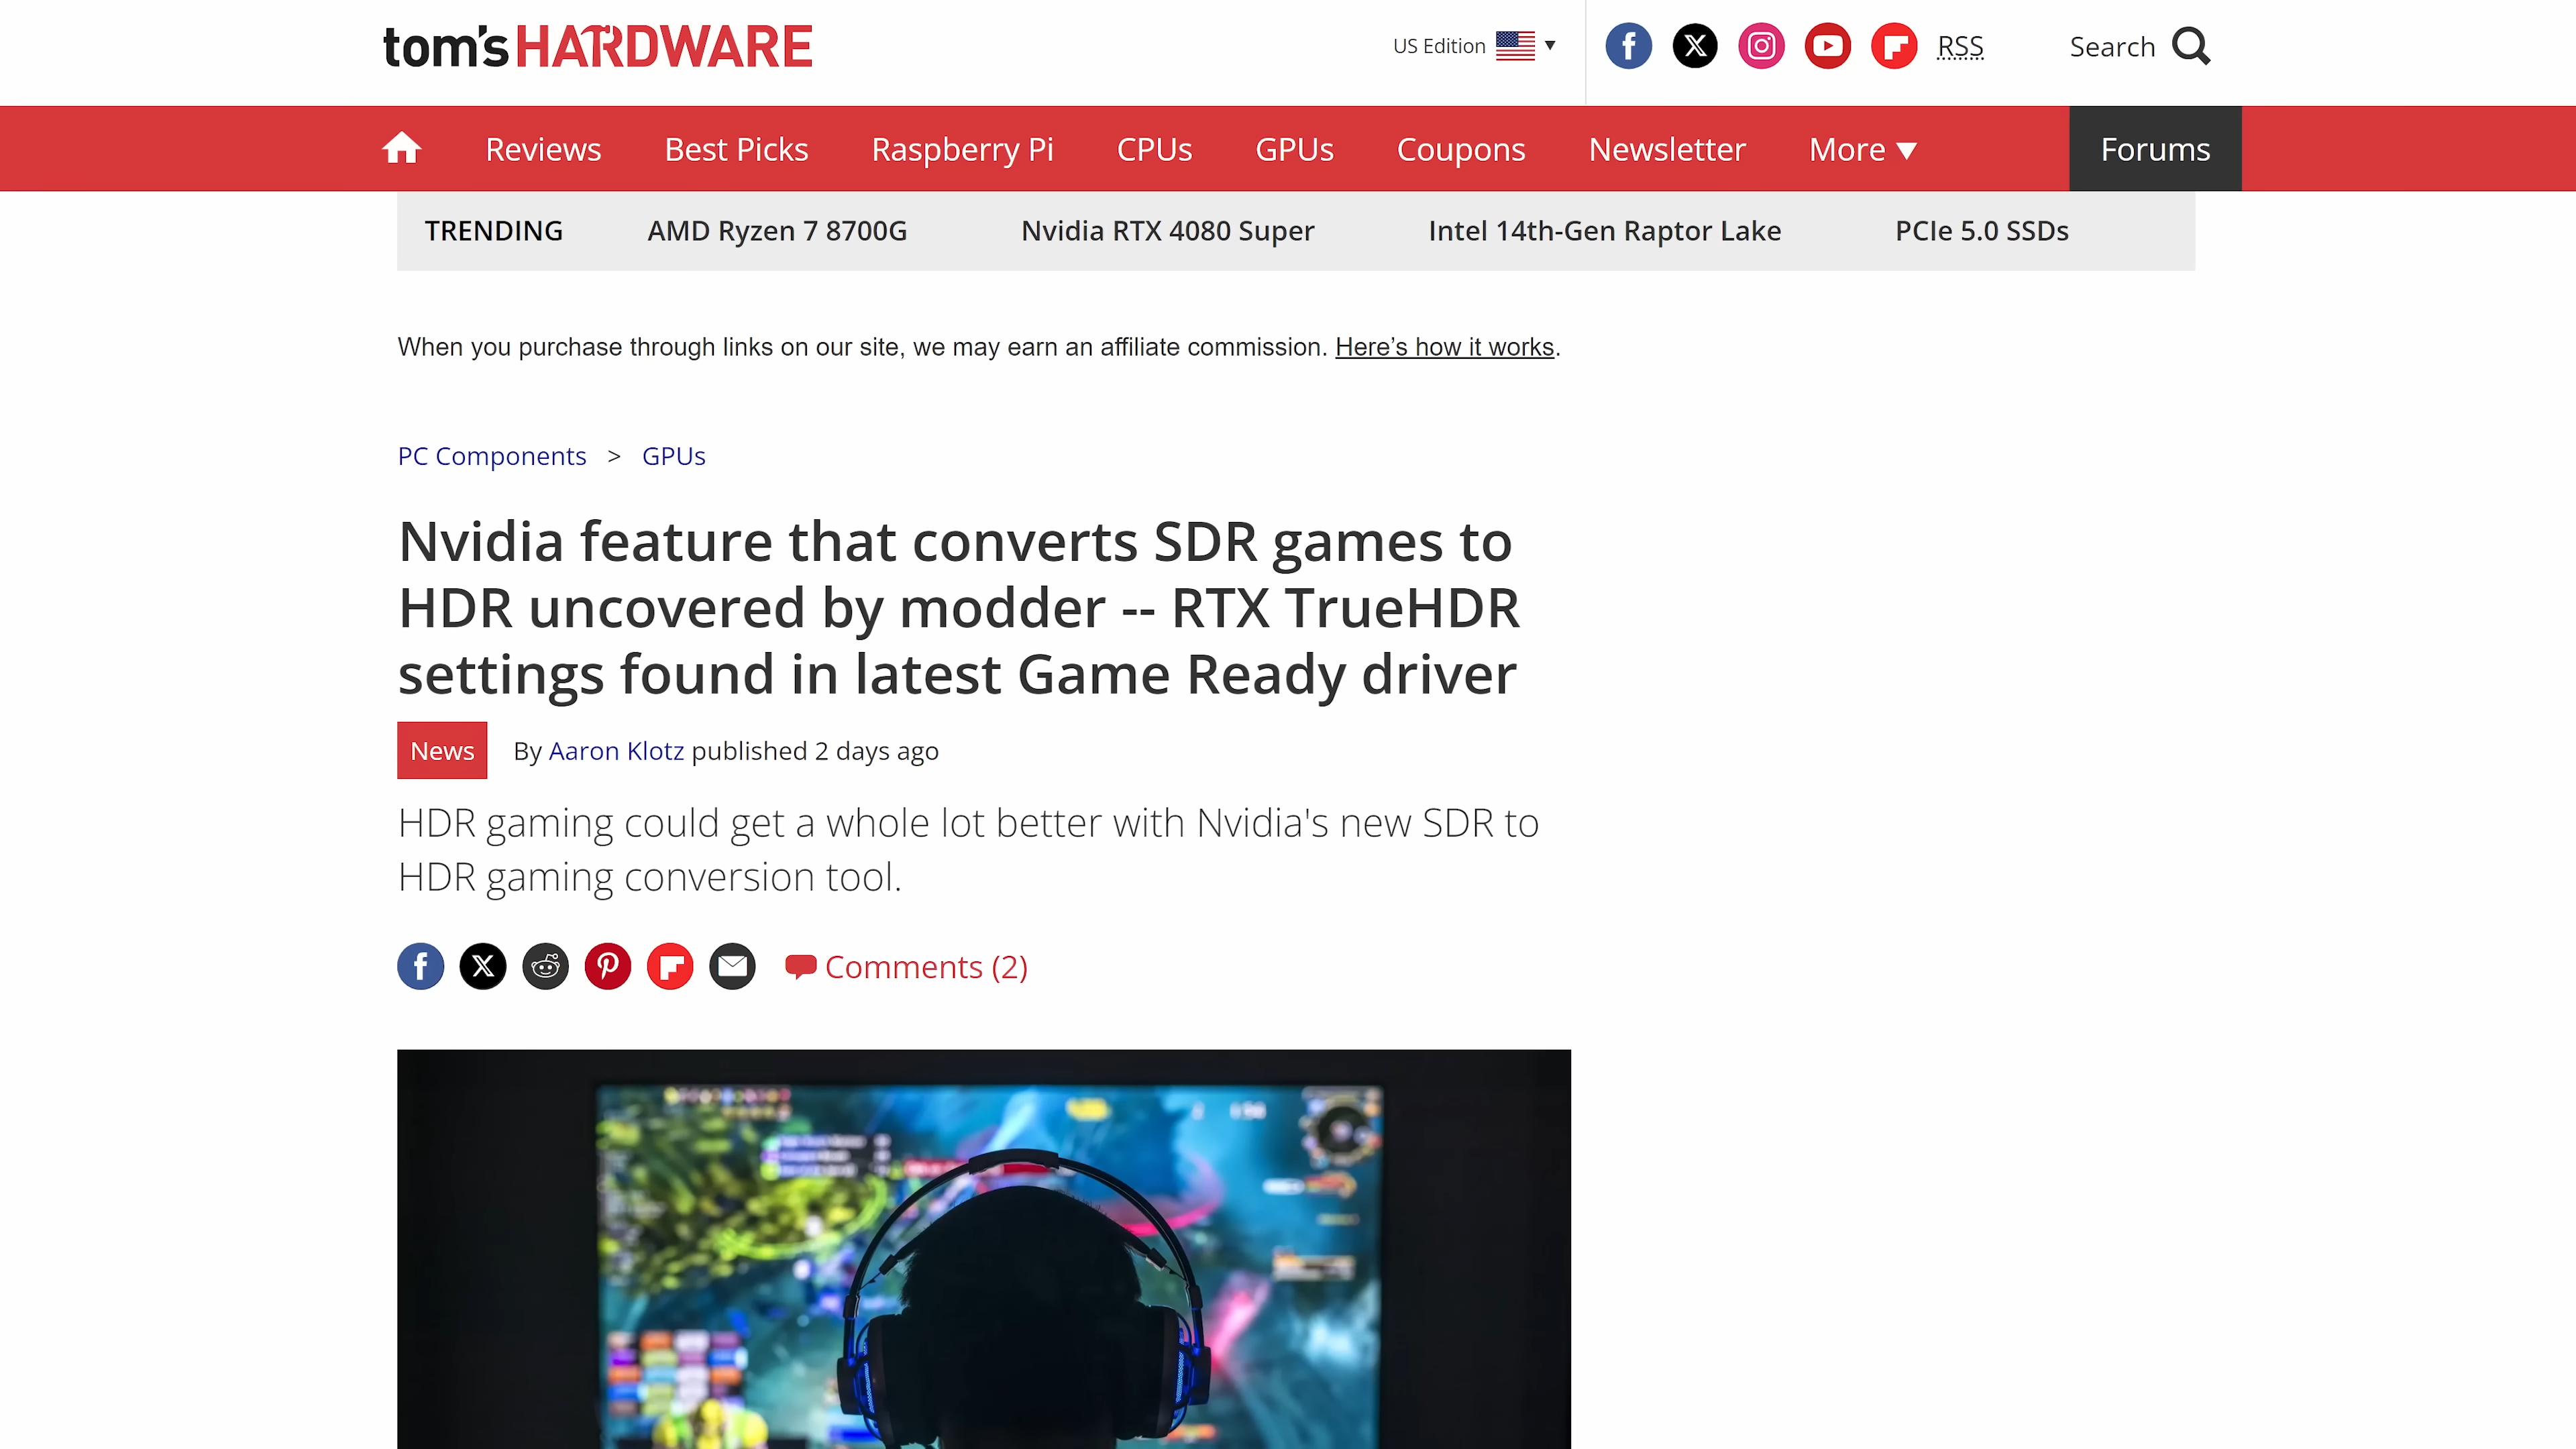 tom's HARDWARE
US Edition
RSS
Search
Reviews
Best Picks
Raspberry Pi
CPUs
GPUs
Coupons
Newsletter
More
Forums
TRENDING
AMD Ryzen 7 8700G
Nvidia RTX 4080 Super
Intel 14th-Gen Raptor Lake
PCIe 5.0 SSDs
When you purchase through links on our site, we may earn an affiliate commission. Here’s how it works.
PC Components > GPUs
Nvidia feature that converts SDR games to
HDR uncovered by modder -- RTX TrueHDR
settings found in latest Game Ready driver
News
By Aaron Klotz published 2 days ago
HDR gaming could get a whole lot better with Nvidia's new SDR to
HDR gaming conversion tool.
Comments (2)